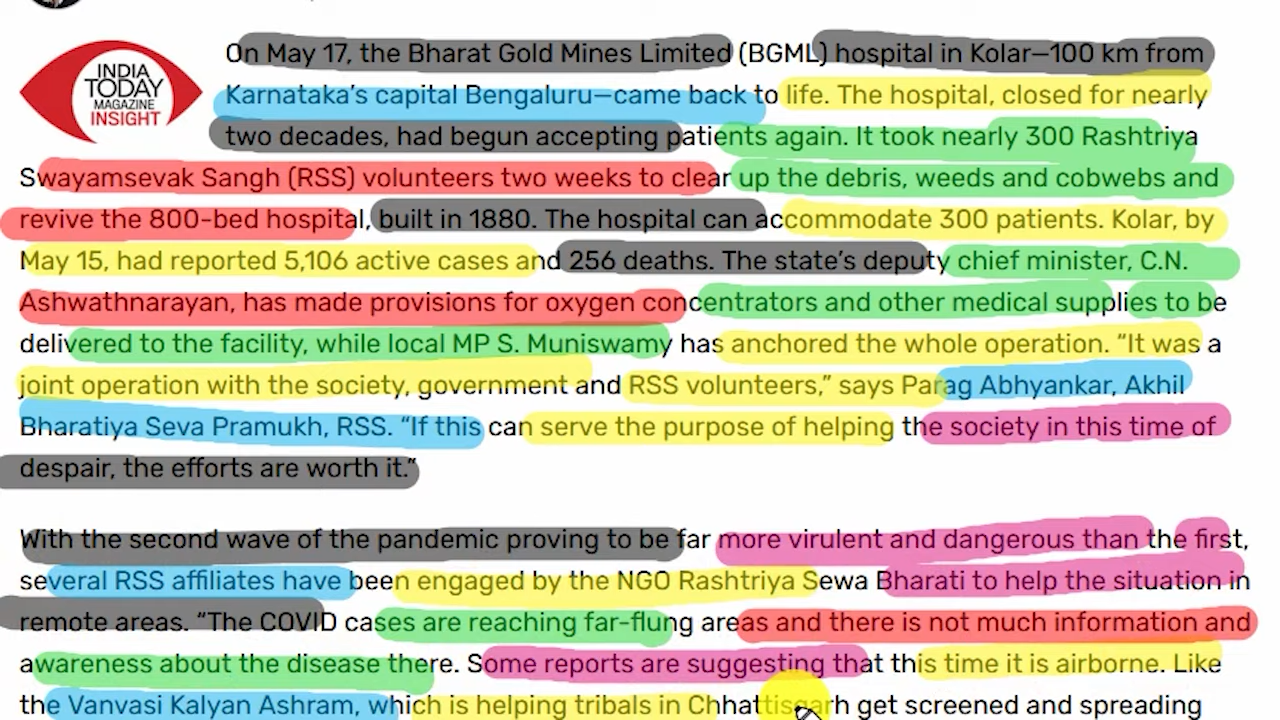 INDIA
TODAY
MAGAZINE
INSIGHT
On May 17, the Bharat Gold Mines Limited (BGML) hospital in Kolar—100 km from
Karnataka’s capital Bengaluru—came back to life. The hospital, closed for nearly
two decades, had begun accepting patients again. It took nearly 300 Rashtriya
Swayamsevak Sangh (RSS) volunteers two weeks to clear up the debris, weeds and cobwebs and
revive the 800-bed hospital, built in 1880. The hospital can accommodate 300 patients. Kolar, by
May 15, had reported 5,106 active cases and 256 deaths. The state’s deputy chief minister, C.N.
Ashwathnarayan, has made provisions for oxygen concentrators and other medical supplies to be
delivered to the facility, while local MP S. Muniswamy has anchored the whole operation. “It was a
joint operation with the society, government and RSS volunteers,” says Parag Abhyankar, Akhil
Bharatiya Seva Pramukh, RSS. “If this can serve the purpose of helping the society in this time of
despair, the efforts are worth it.”
With the second wave of the pandemic proving to be far more virulent and dangerous than the first,
several RSS affiliates have been engaged by the NGO Rashtriya Sewa Bharati to help the situation in
remote areas. “The COVID cases are reaching far-flung areas and there is not much information and
awareness about the disease there. Some reports are suggesting that this time it is airborne. Like
the Vanvasi Kalyan Ashram, which is helping tribals in Chhattisgarh get screened and spreading